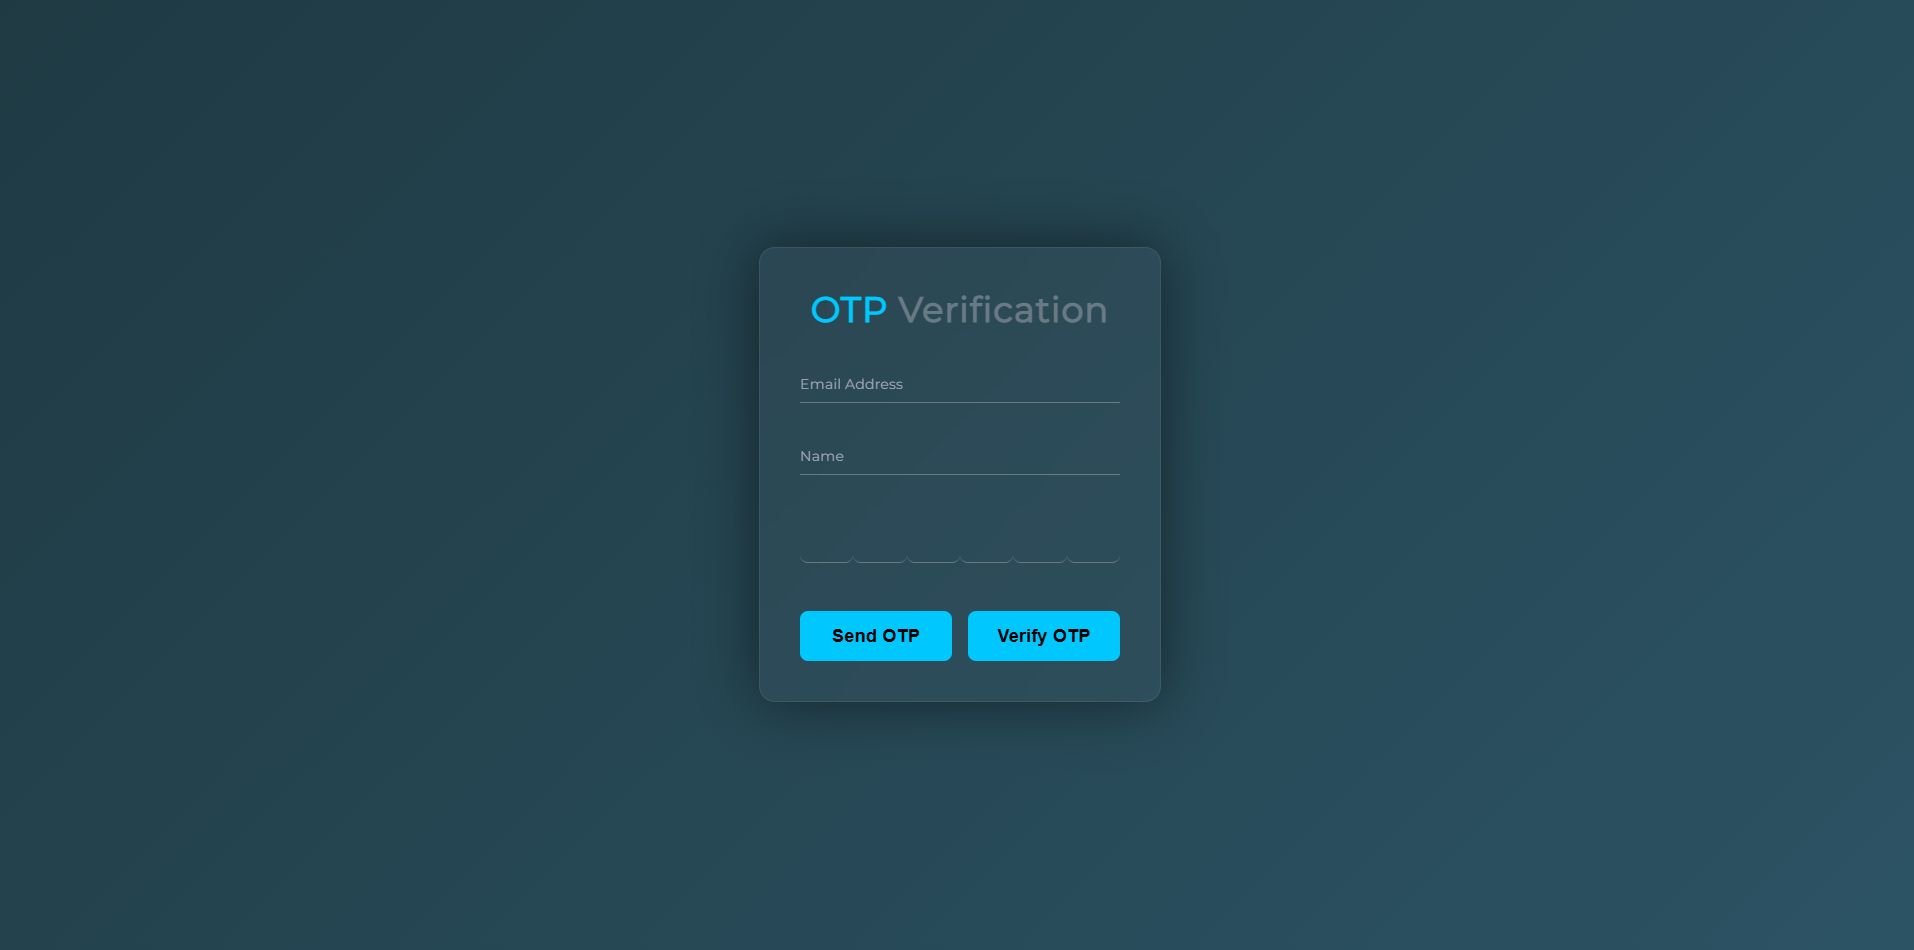 OTP Verification
Email Address
Name
Send OTP
Verify OTP